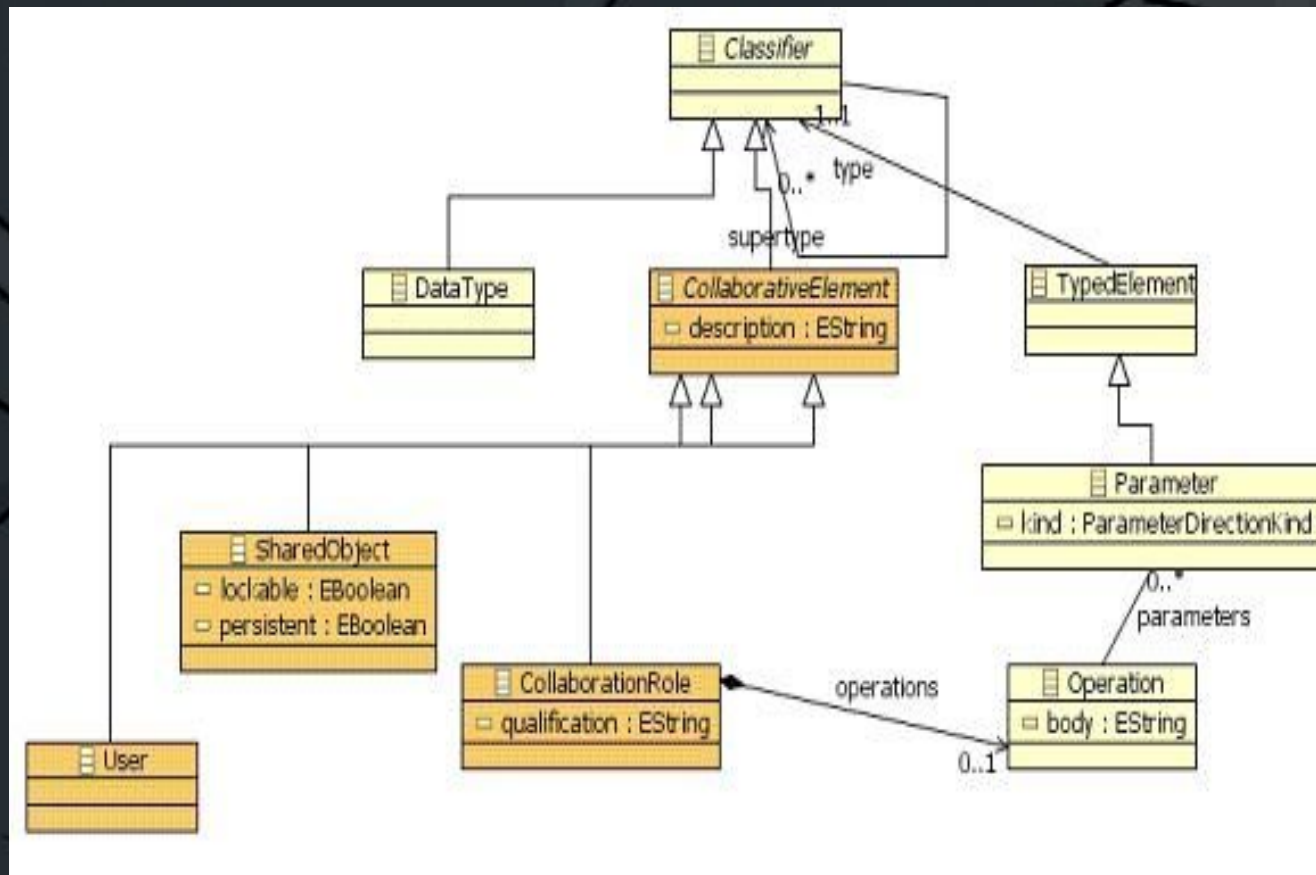 Classifier
1..1
0..*
type
supertype
DataType
CollaborativeElement
description : EString
TypedElement
Parameter
kind : ParameterDirectionKind
0..*
parameters
SharedObject
lockable : EBoolean
persistent : EBoolean
CollaborationRole
qualification : EString
operations
0..1
Operation
body : EString
User